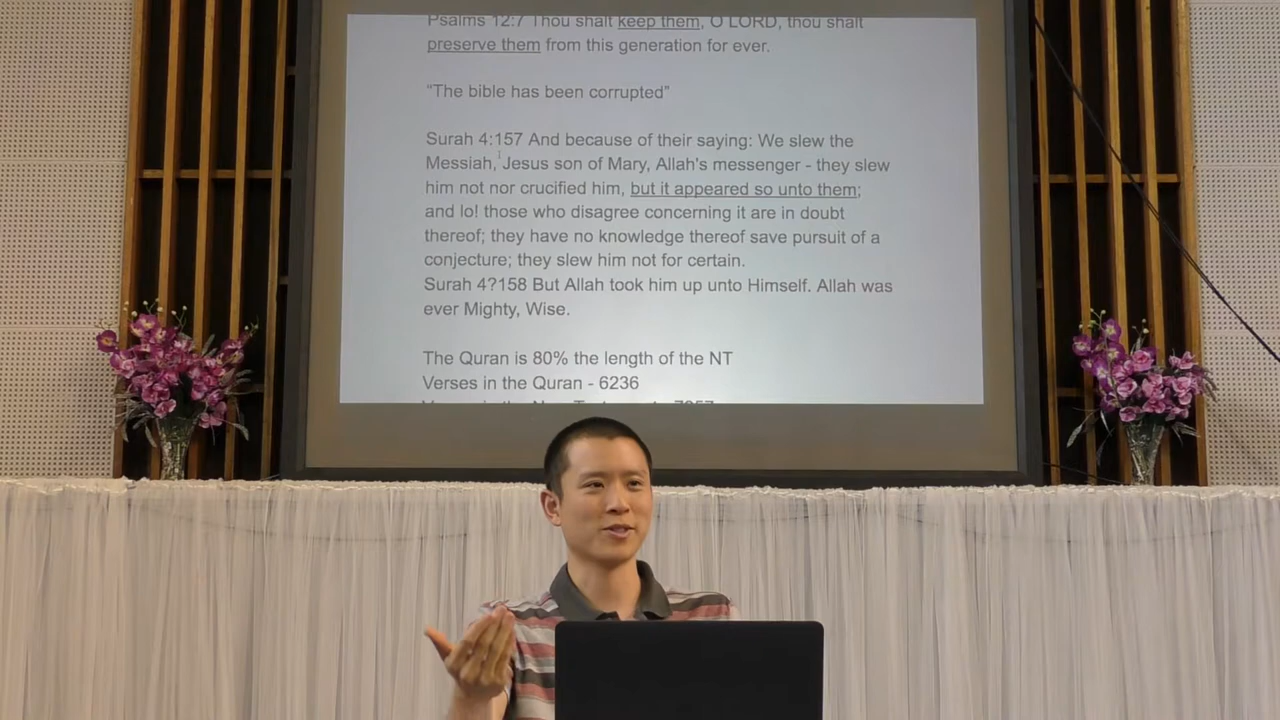 Psalms 12:7 Thou shalt keep them, O LORD, thou shalt
preserve them from this generation for ever.
"The bible has been corrupted"
Surah 4:157 And because of their saying: We slew the
Messiah, Jesus son of Mary, Allah's messenger - they slew
him not nor crucified him, but it appeared so unto them;
and lo! those who disagree concerning it are in doubt
thereof; they have no knowledge thereof save pursuit of a
conjecture; they slew him not for certain.
Surah 4?158 But Allah took him up unto Himself. Allah was
ever Mighty, Wise.
The Quran is 80% the length of the NT
Verses in the Quran - 6236